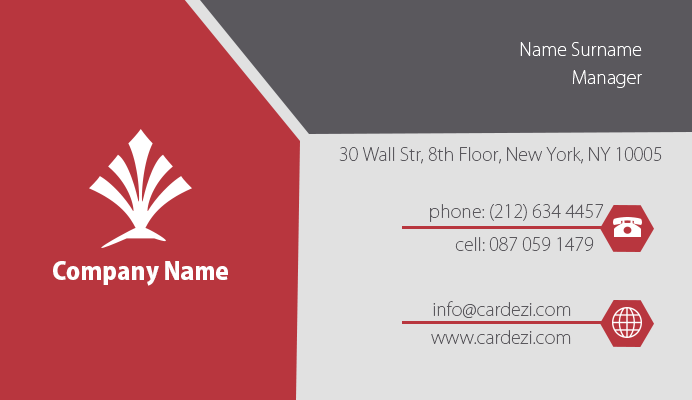 Name Surname
Manager
30 Wall Str, 8th Floor, New York, NY 10005
phone: (212) 634 4457
cell: 087 059 1479
Company Name
info@cardezi.com
www.cardezi.com